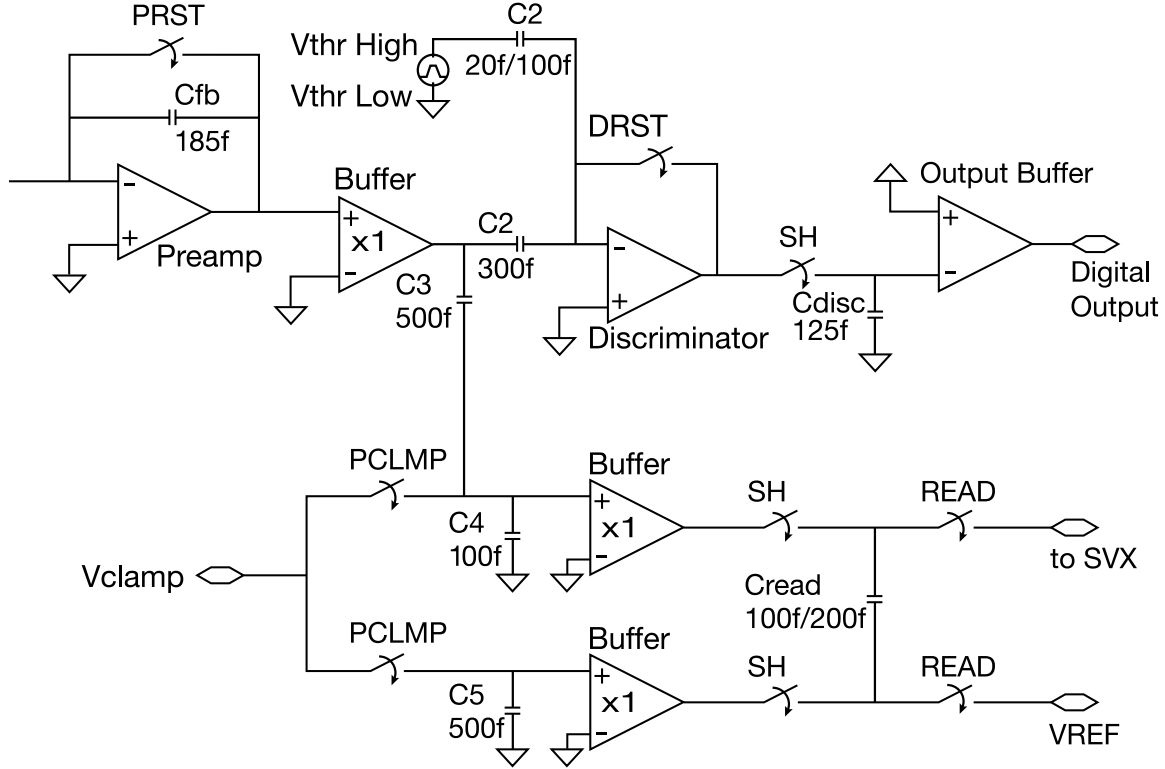 PRST
Cfb
185f
-
+
Preamp
Vthr High
Vthr Low
C2
20f/100f
DRST
Buffer
+
x1
-
C2
300f
C3
500f
-
+
Discriminator
SH
Cdisc
125f
Output Buffer
+
-
Digital
Output
Vclamp
PCLMP
C4
100f
Buffer
+
x1
-
SH
READ
to SVX
Cread
100f/200f
PCLMP
C5
500f
Buffer
+
x1
-
SH
READ
VREF